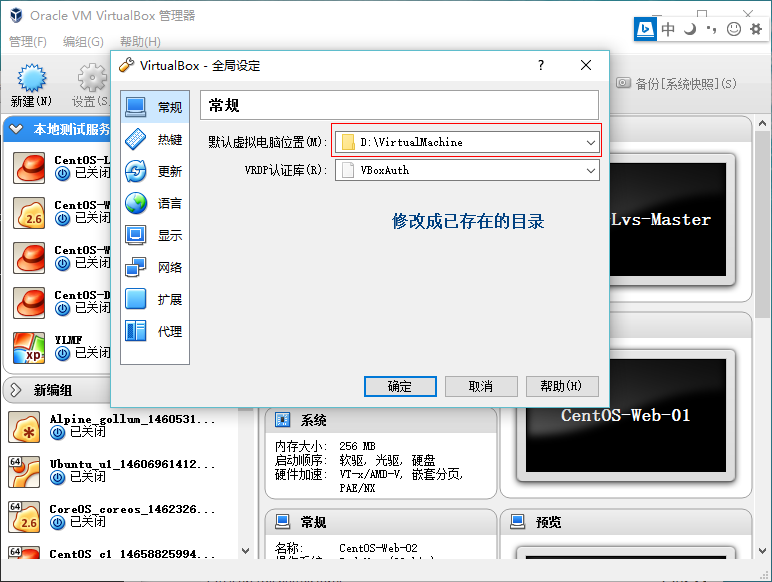 Oracle VM VirtualBox 管理器
管理(F)
编组(G)
帮助(H)
中
新建(N)
设置(S.
备份[系统快照](S)
VirtualBox - 全局设定
?
常规
热键
更新
语言
显示
网络
扩展
代理
常规
默认虚拟电脑位置(M):
D:\VirtualMachine
VRDP认证库(R):
VBoxAuth
修改成已存在的目录
确定
取消
帮助(H)
本地测试服务
CentOS-L
已关闭
2.6
CentOS-W
已关闭
CentOS-W
已关闭
CentOS-D
已关闭
xp
YLMF
已关闭
新编组
Alpine_gollum_1460531...
已关闭
64
Ubuntu_u1_14606961412...
已关闭
64
2.6
CoreOS_coreos_1462326...
已关闭
64
CentOS_c1_14658825994...
Lvs-Master
CentOS-Web-01
系统
内存大小: 256 MB
启动顺序: 软驱, 光驱, 硬盘
硬件加速: VT-x/AMD-V, 嵌套分页,
PAE/NX
常规
名称: CentOS-Web-02
预览